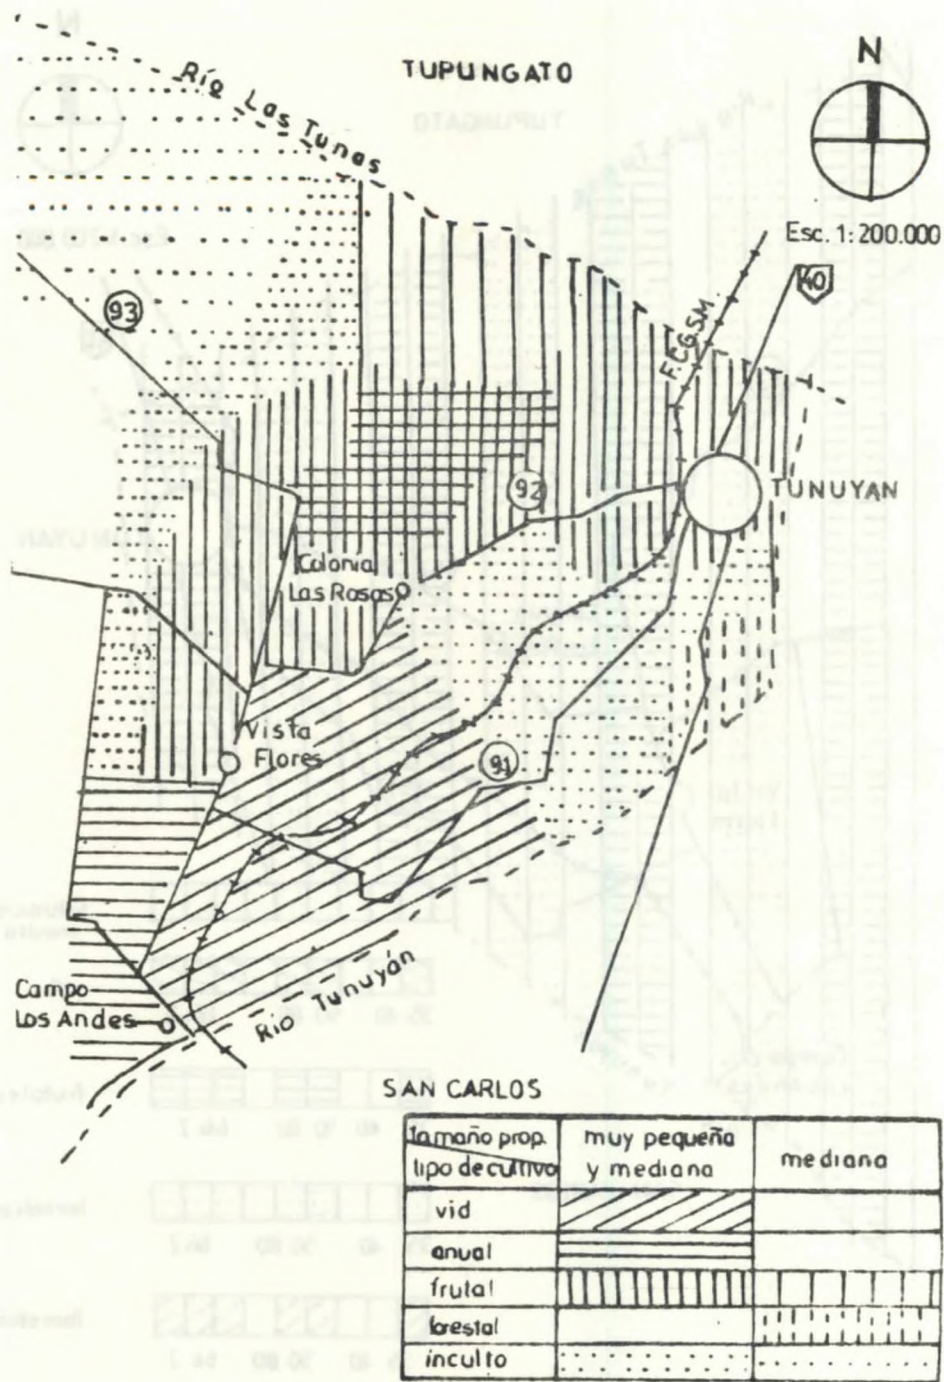 TUPUNGATO
N
Río Las Tunas
Esc. 1:200.000
40
93
F.C.G.S.M.
92
TUNUYAN
Colonia
Las Rosas
Vista
Flores
91
Río Tunuyán
Campo
Los Andes
SAN CARLOS
tamaño prop.
tipo de cultivo
muy pequeña
y mediana
mediana
vid
anual
frutal
forestal
inculto